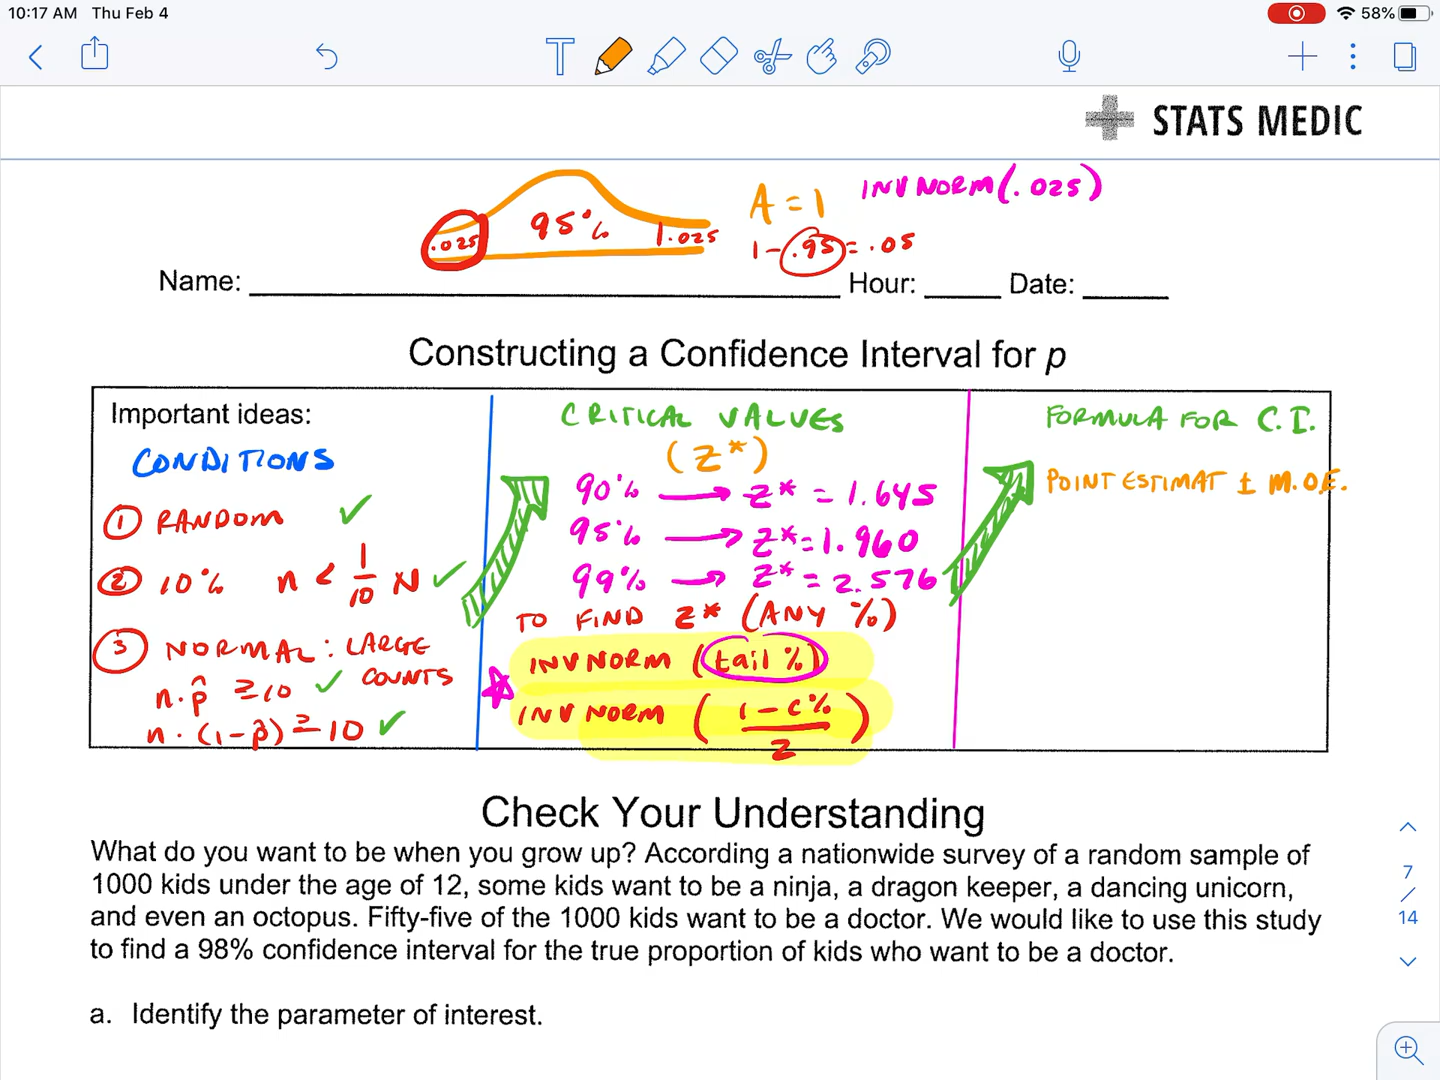 10:17 AM Thu Feb 4
58%
STATS MEDIC
.025 95% .025
A = 1
INVNORM(.025)
1 - .95 = .05
Name: Hour: Date:
Constructing a Confidence Interval for p
Important ideas:
CONDITIONS
① RANDOM ✓
② 10% n < 1/10 N ✓
③ NORMAL: LARGE
COUNTS
n·p̂ ≥ 10 ✓
n·(1-p̂) ≥ 10 ✓
CRITICAL VALUES
(Z*)
90% → Z* = 1.645
95% → Z* = 1.960
99% → Z* = 2.576
TO FIND Z* (ANY %)
INVNORM (tail %)
INVNORM ( 1-C% / 2 )
FORMULA FOR C.I.
POINT ESTIMAT ± M.O.E.
Check Your Understanding
What do you want to be when you grow up? According a nationwide survey of a random sample of
1000 kids under the age of 12, some kids want to be a ninja, a dragon keeper, a dancing unicorn,
and even an octopus. Fifty-five of the 1000 kids want to be a doctor. We would like to use this study
to find a 98% confidence interval for the true proportion of kids who want to be a doctor.
a. Identify the parameter of interest.
7
/
14